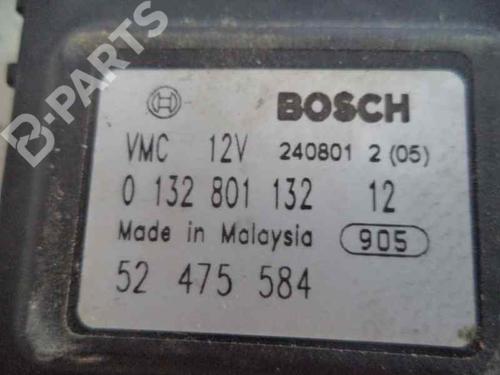 B-PARTS
BOSCH
VMC 12V 240801 2 (05)
0 132 801 132 12
Made in Malaysia 905
52 475 584